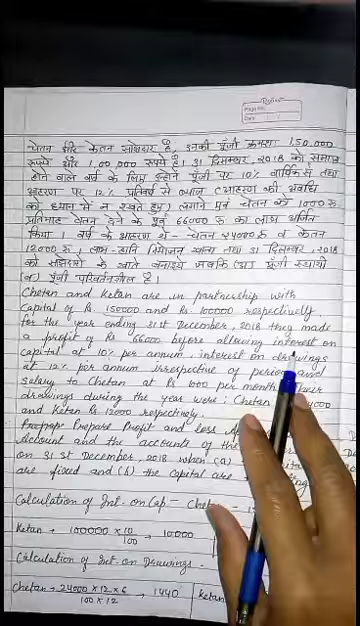 चेतन और केतन साझेदार है, उनकी पूंजी क्रमशः 1,50,000
रुपये और 1,00,000 रुपये है। 31 दिसम्बर, 2018 को समाप्त
होने वाले वर्ष के लिए उन्होंने पूंजी पर 10% वार्षिक से तथा
आहरण पर 12% प्रतिवर्ष से ब्याज (आहरण की अवधि
को ध्यान में न रखते हुए) लगाने एवं चेतन को 1000 रु
प्रतिमाह वेतन देने के पूर्व 66000 रु का लाभ अर्जित
किया। वर्ष के आहरण थे - चेतन 24000 रु व केतन
12000 रु। लाभ-हानि नियोजन खाता तथा 31 दिसम्बर, 2018
को साझेदारों के खाते बनाइये जबकि (अ) पूंजी स्थायी
(ब) पूंजी परिवर्तनशील है।
Chetan and Ketan are in partnership with
Capital of Rs. 150000 and Rs. 100000 respectively
for the year ending 31st December, 2018 they made
a profit of Rs 66000 before allowing interest on
capital at 10% per annum, interest on drawings
at 12% per annum irrespective of period and
salary to Chetan at Rs 1000 per month. Their
drawings during the year were: Chetan 4000
and Ketan Rs 12000 respectively.
Prepare Profit and Loss
Account and the accounts of the
on 31st December, 2018 when (a)
are fixed and (b) the capital are
Calculation of Int. on Cap. -
Ketan → 100000 × 10/100 → 10,000
Calculation of Int on Drawings.
Chetan → 24000 × 12 × 6 / 100 × 12 → 1440 Ketan